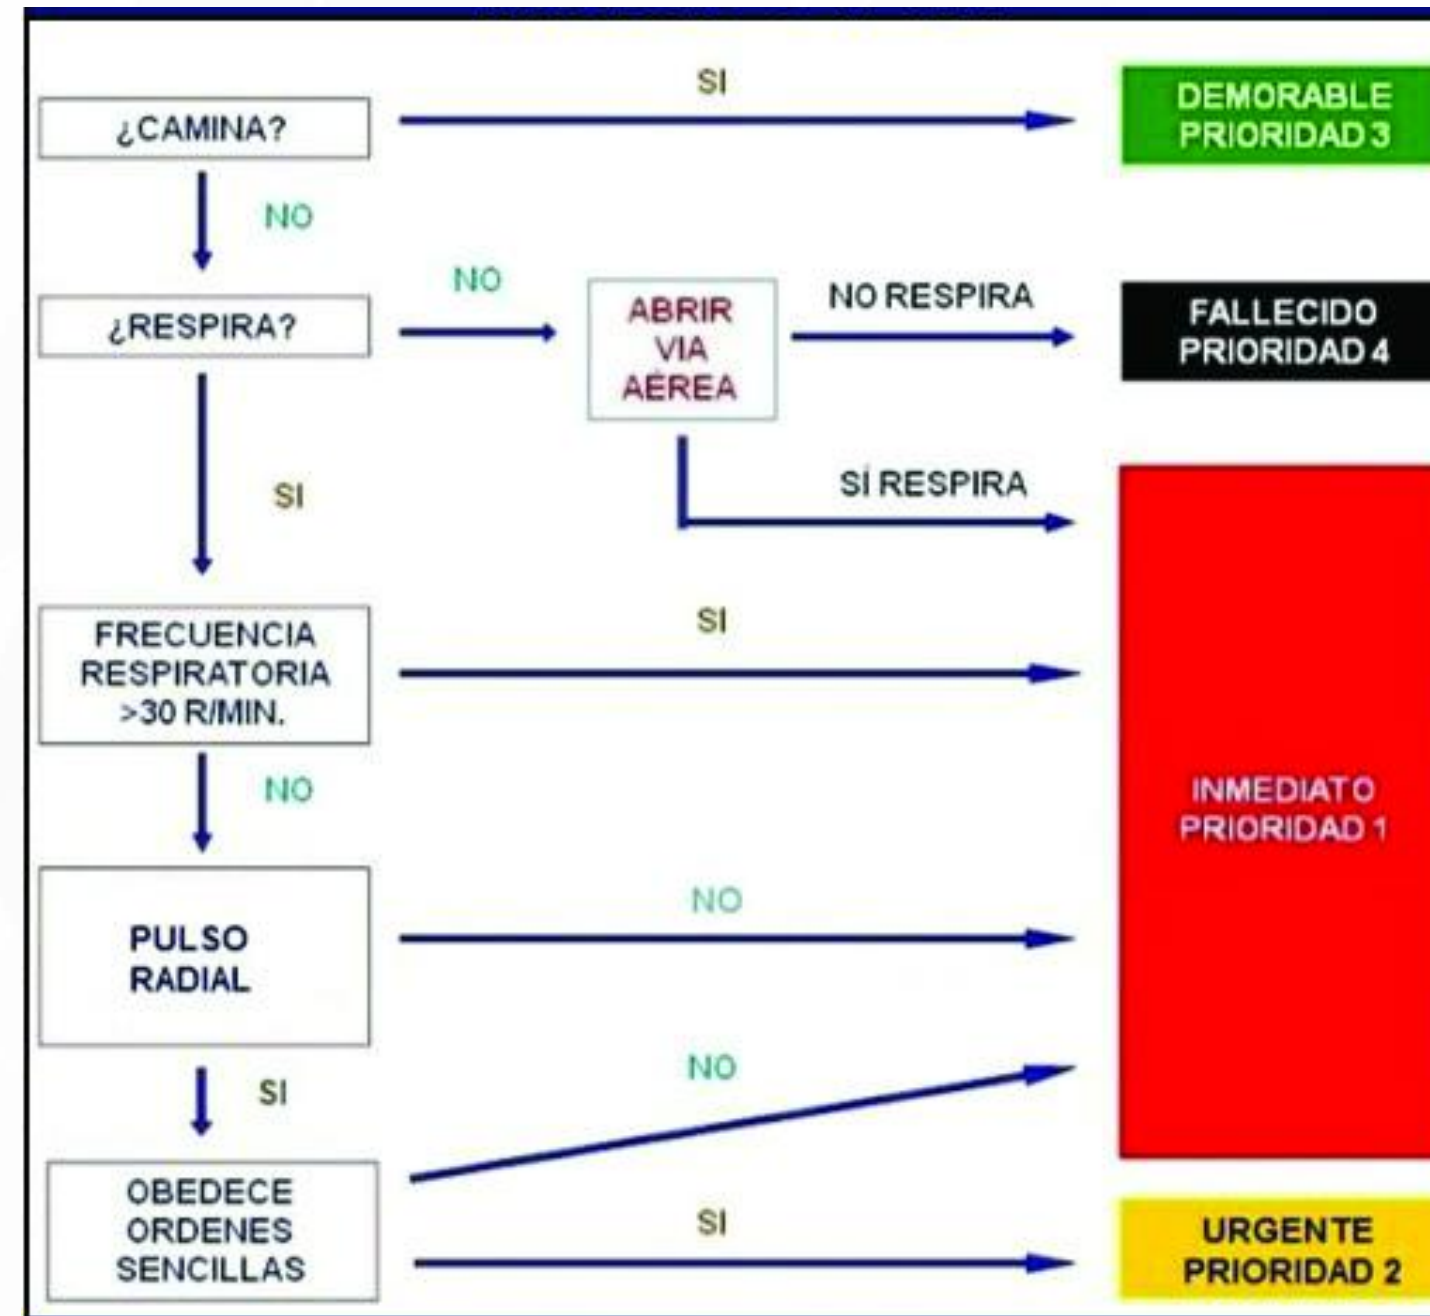 ¿CAMINA?
SI
DEMORABLE
PRIORIDAD 3
NO
¿RESPIRA?
NO
ABRIR
VIA
AÉREA
NO RESPIRA
FALLECIDO
PRIORIDAD 4
SÍ RESPIRA
SI
FRECUENCIA
RESPIRATORIA
>30 R/MIN.
SI
INMEDIATO
PRIORIDAD 1
NO
PULSO
RADIAL
NO
SI
NO
OBEDECE
ORDENES
SENCILLAS
SI
URGENTE
PRIORIDAD 2